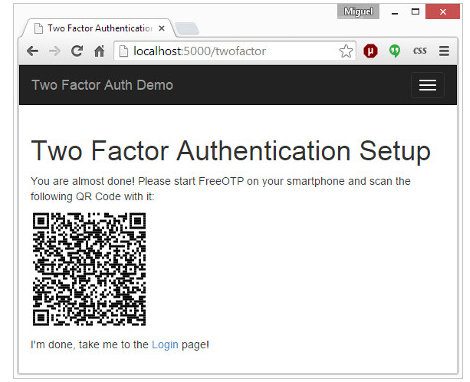 Miguel
Two Factor Authentication
localhost:5000/twofactor
CSS
Two Factor Auth Demo
Two Factor Authentication Setup
You are almost done! Please start FreeOTP on your smartphone and scan the
following QR Code with it:
I'm done, take me to the Login page!